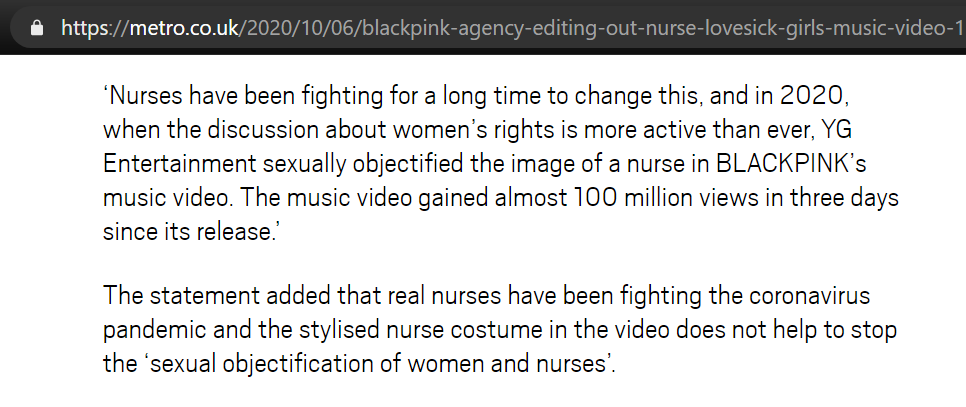 https://metro.co.uk/2020/10/06/blackpink-agency-editing-out-nurse-lovesick-girls-music-video-1
‘Nurses have been fighting for a long time to change this, and in 2020,
when the discussion about women’s rights is more active than ever, YG
Entertainment sexually objectified the image of a nurse in BLACKPINK’s
music video. The music video gained almost 100 million views in three days
since its release.’
The statement added that real nurses have been fighting the coronavirus
pandemic and the stylised nurse costume in the video does not help to stop
the ‘sexual objectification of women and nurses’.